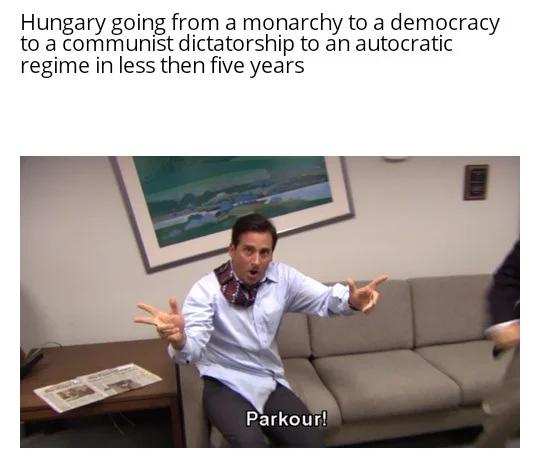 Hungary going from a monarchy to a democracy
to a communist dictatorship to an autocratic
regime in less then five years
Parkour!